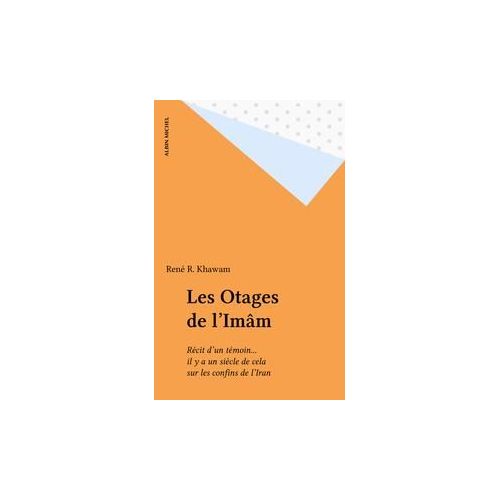 ALBIN MICHEL
René R. Khawam
Les Otages
de l'Imâm
Récit d'un témoin...
il y a un siècle de cela
sur les confins de l'Iran